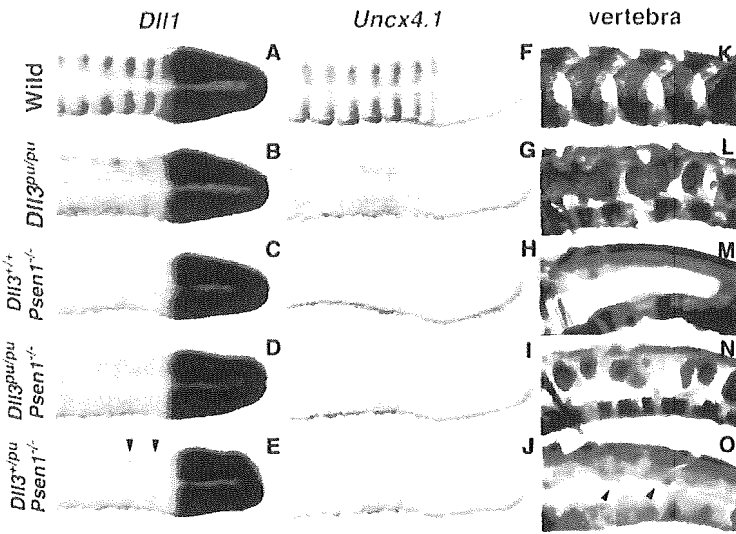 Dll1 Uncx4.1 vertebra
Wild A F K
Dll3pu/pu B G L
Dll3+/+ Psen1-/- C H M
Dll3pu/pu Psen1-/- D I N
Dll3+/pu Psen1-/- E J O